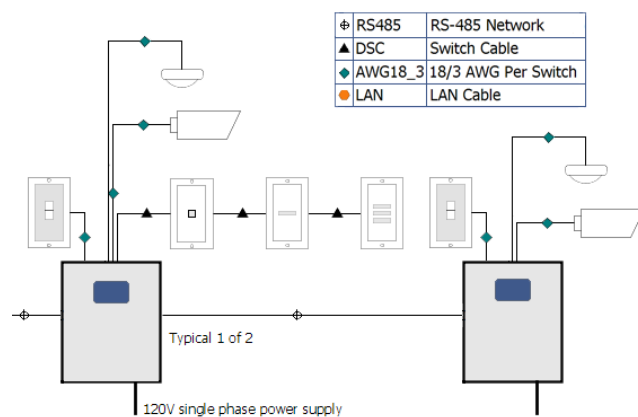 RS485 RS-485 Network
DSC Switch Cable
AWG18_3 18/3 AWG Per Switch
LAN LAN Cable
Typical 1 of 2
120V single phase power supply